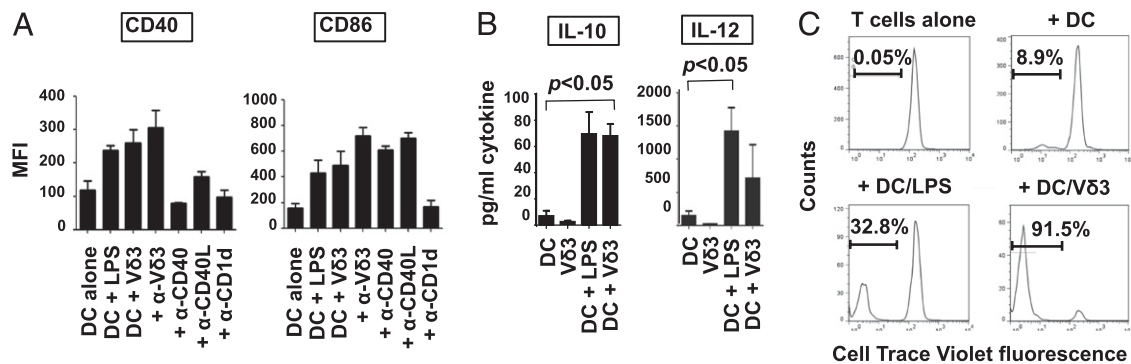 A
CD40
CD86
MFI
400
300
200
100
0
1000
800
600
400
200
0
DC alone
DC + LPS
DC + Vδ3
+ α-Vδ3
+ α-CD40
+ α-CD40L
+ α-CD1d
DC alone
DC + LPS
DC + Vδ3
+ α-Vδ3
+ α-CD40
+ α-CD40L
+ α-CD1d
B
IL-10
IL-12
p<0.05
p<0.05
pg/ml cytokine
100
80
60
40
20
0
2000
1000
0
DC
Vδ3
DC + LPS
DC + Vδ3
DC
Vδ3
DC + LPS
DC + Vδ3
C
T cells alone
+ DC
0.05%
8.9%
+ DC/LPS
+ DC/Vδ3
32.8%
91.5%
Counts
Cell Trace Violet fluorescence